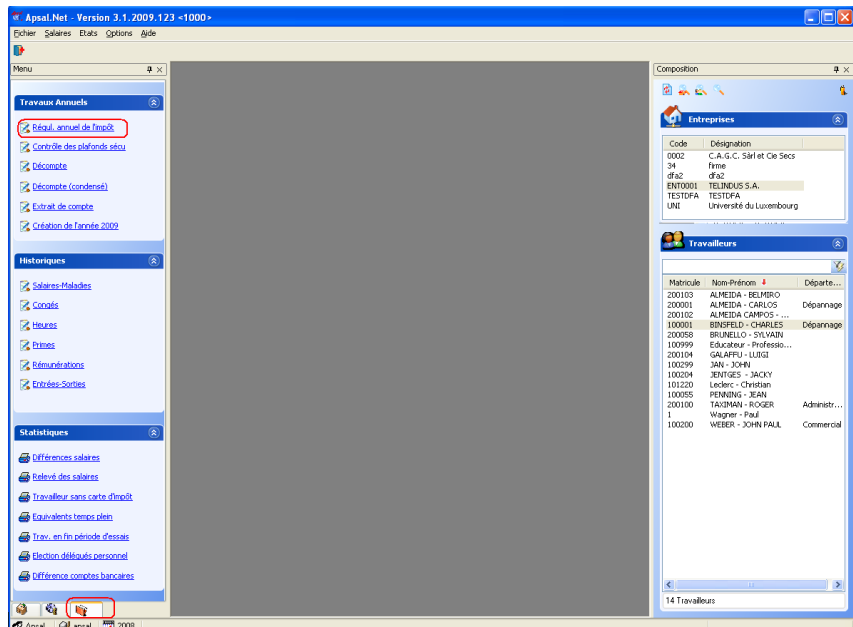 Apsal.Net - Version 3.1.2009.123 <1000>
Fichier Salaires Etats Options Aide
Menu
Travaux Annuels
Régul. annuel de l'impôt
Contrôle des plafonds sécu
Décompte
Décompte (condensé)
Extrait de compte
Création de l'année 2009
Historiques
Salaires-Maladies
Congés
Heures
Primes
Rémunérations
Entrées-Sorties
Statistiques
Différences salaires
Relevé des salaires
Travailleur sans carte d'impôt
Equivalents temps plein
Trav. en fin période d'essais
Election délégués personnel
Différence comptes bancaires
Apsal apsal 2008
Composition
Entreprises
Code Désignation
0002 C.A.G.C. Sàrl et Cie Secs
34 firme
dfa2 dfa2
ENT0001 TELINDUS S.A.
TESTDFA TESTDFA
UNI Université du Luxembourg
Travailleurs
Matricule Nom-Prénom Départe...
200103 ALMEIDA - BELMIRO
200001 ALMEIDA - CARLOS Dépannage
200102 ALMEIDA CAMPOS - ...
100001 BINSFELD - CHARLES Dépannage
200058 BRUNELLO - SYLVAIN
100999 Educateur - Professio...
200104 GALAFFU - LUIGI
100299 JAN - JOHN
100204 JENTGES - JACKY
101220 Leclerc - Christian
100055 PENNING - JEAN
200100 TAXIMAN - ROGER Administr...
1 Wagner - Paul
100200 WEBER - JOHN PAUL Commercial
14 Travailleurs